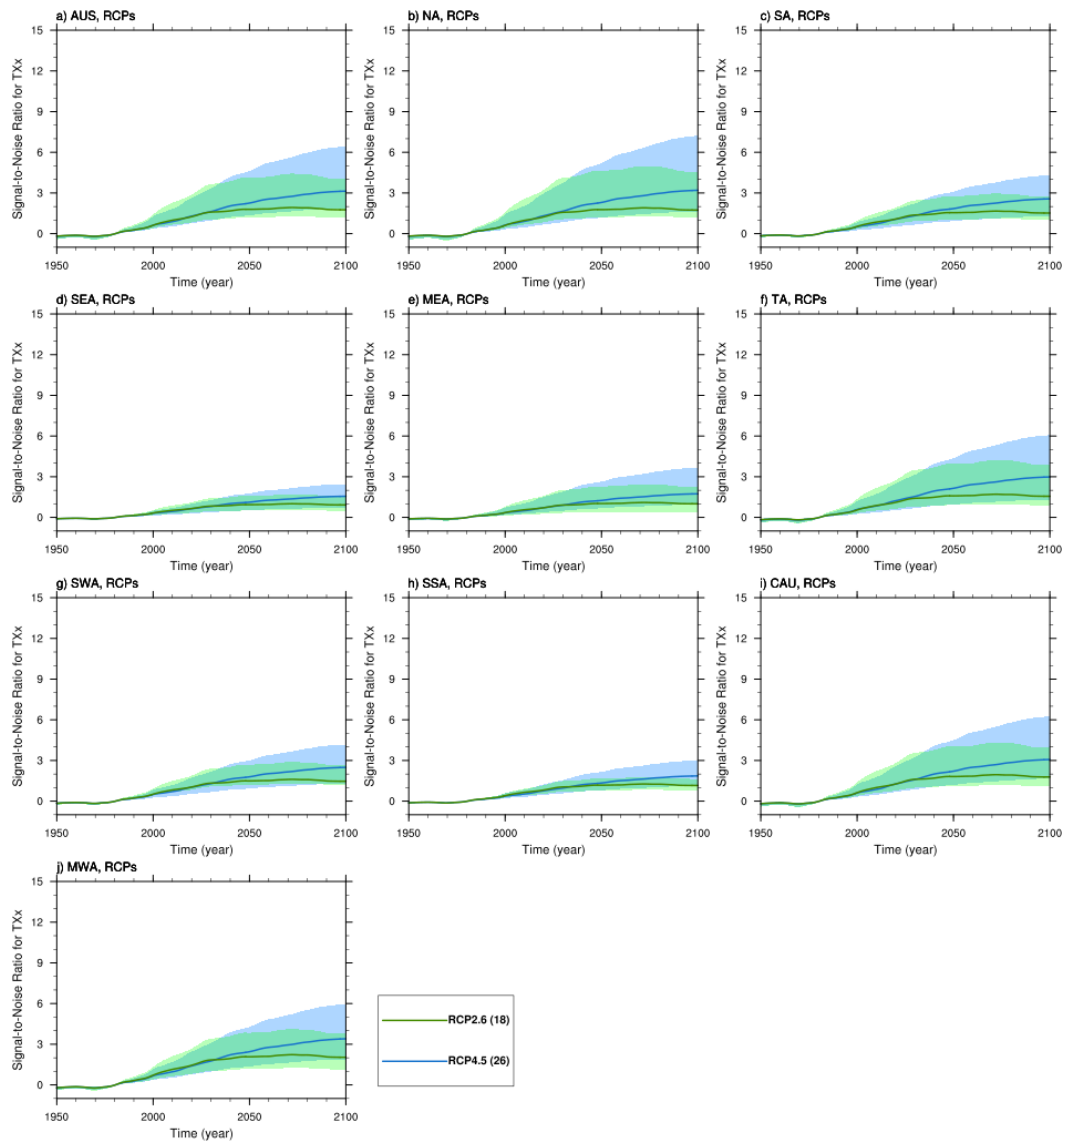 a) AUS, RCPs
b) NA, RCPs
c) SA, RCPs
Signal-to-Noise Ratio for TXx
15
12
9
6
3
0
1950 2000 2050 2100
Time (year)
Signal-to-Noise Ratio for TXx
15
12
9
6
3
0
1950 2000 2050 2100
Time (year)
Signal-to-Noise Ratio for TXx
15
12
9
6
3
0
1950 2000 2050 2100
Time (year)
d) SEA, RCPs
e) MEA, RCPs
f) TA, RCPs
Signal-to-Noise Ratio for TXx
15
12
9
6
3
0
1950 2000 2050 2100
Time (year)
Signal-to-Noise Ratio for TXx
15
12
9
6
3
0
1950 2000 2050 2100
Time (year)
Signal-to-Noise Ratio for TXx
15
12
9
6
3
0
1950 2000 2050 2100
Time (year)
g) SWA, RCPs
h) SSA, RCPs
i) CAU, RCPs
Signal-to-Noise Ratio for TXx
15
12
9
6
3
0
1950 2000 2050 2100
Time (year)
Signal-to-Noise Ratio for TXx
15
12
9
6
3
0
1950 2000 2050 2100
Time (year)
Signal-to-Noise Ratio for TXx
15
12
9
6
3
0
1950 2000 2050 2100
Time (year)
j) MWA, RCPs
Signal-to-Noise Ratio for TXx
15
12
9
6
3
0
1950 2000 2050 2100
Time (year)
RCP2.6 (18)
RCP4.5 (26)